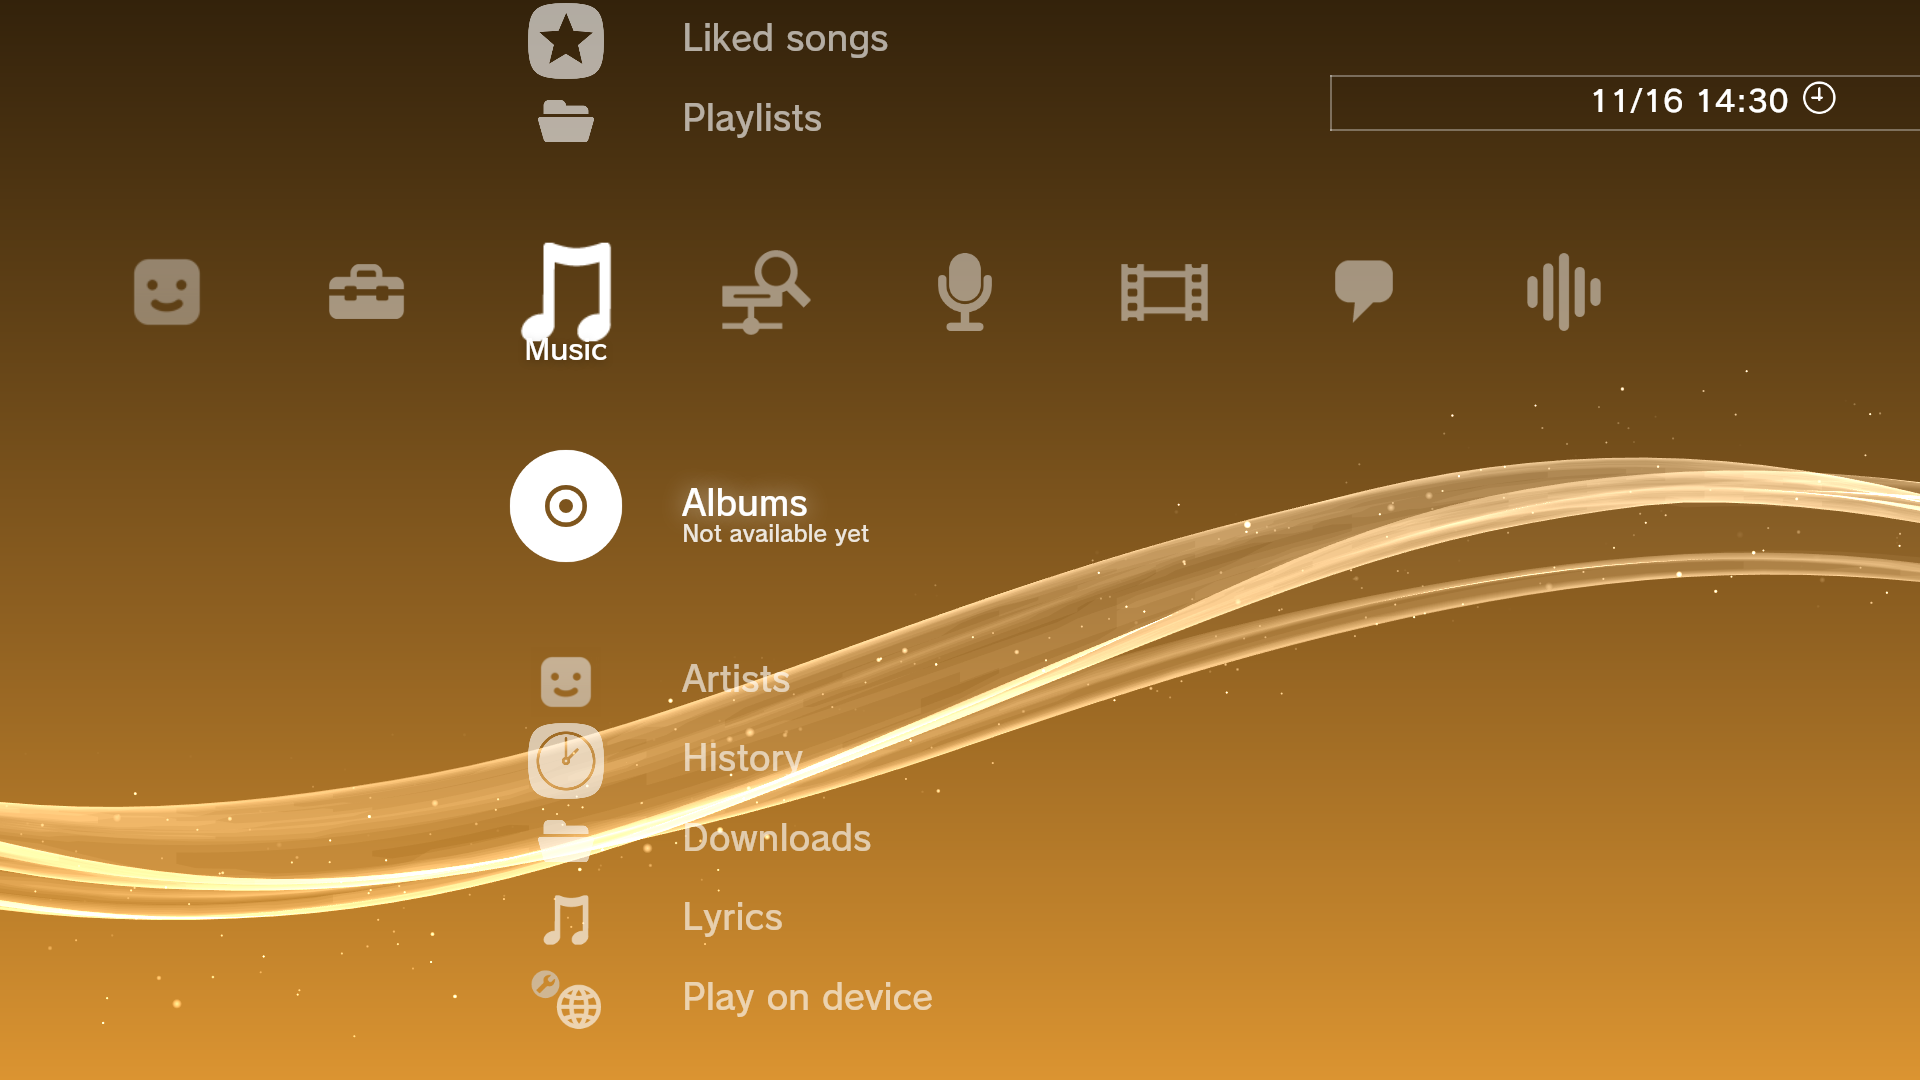 Liked songs
Playlists
11/16 14:30
Music
Albums
Not available yet
Artists
History
Downloads
Lyrics
Play on device